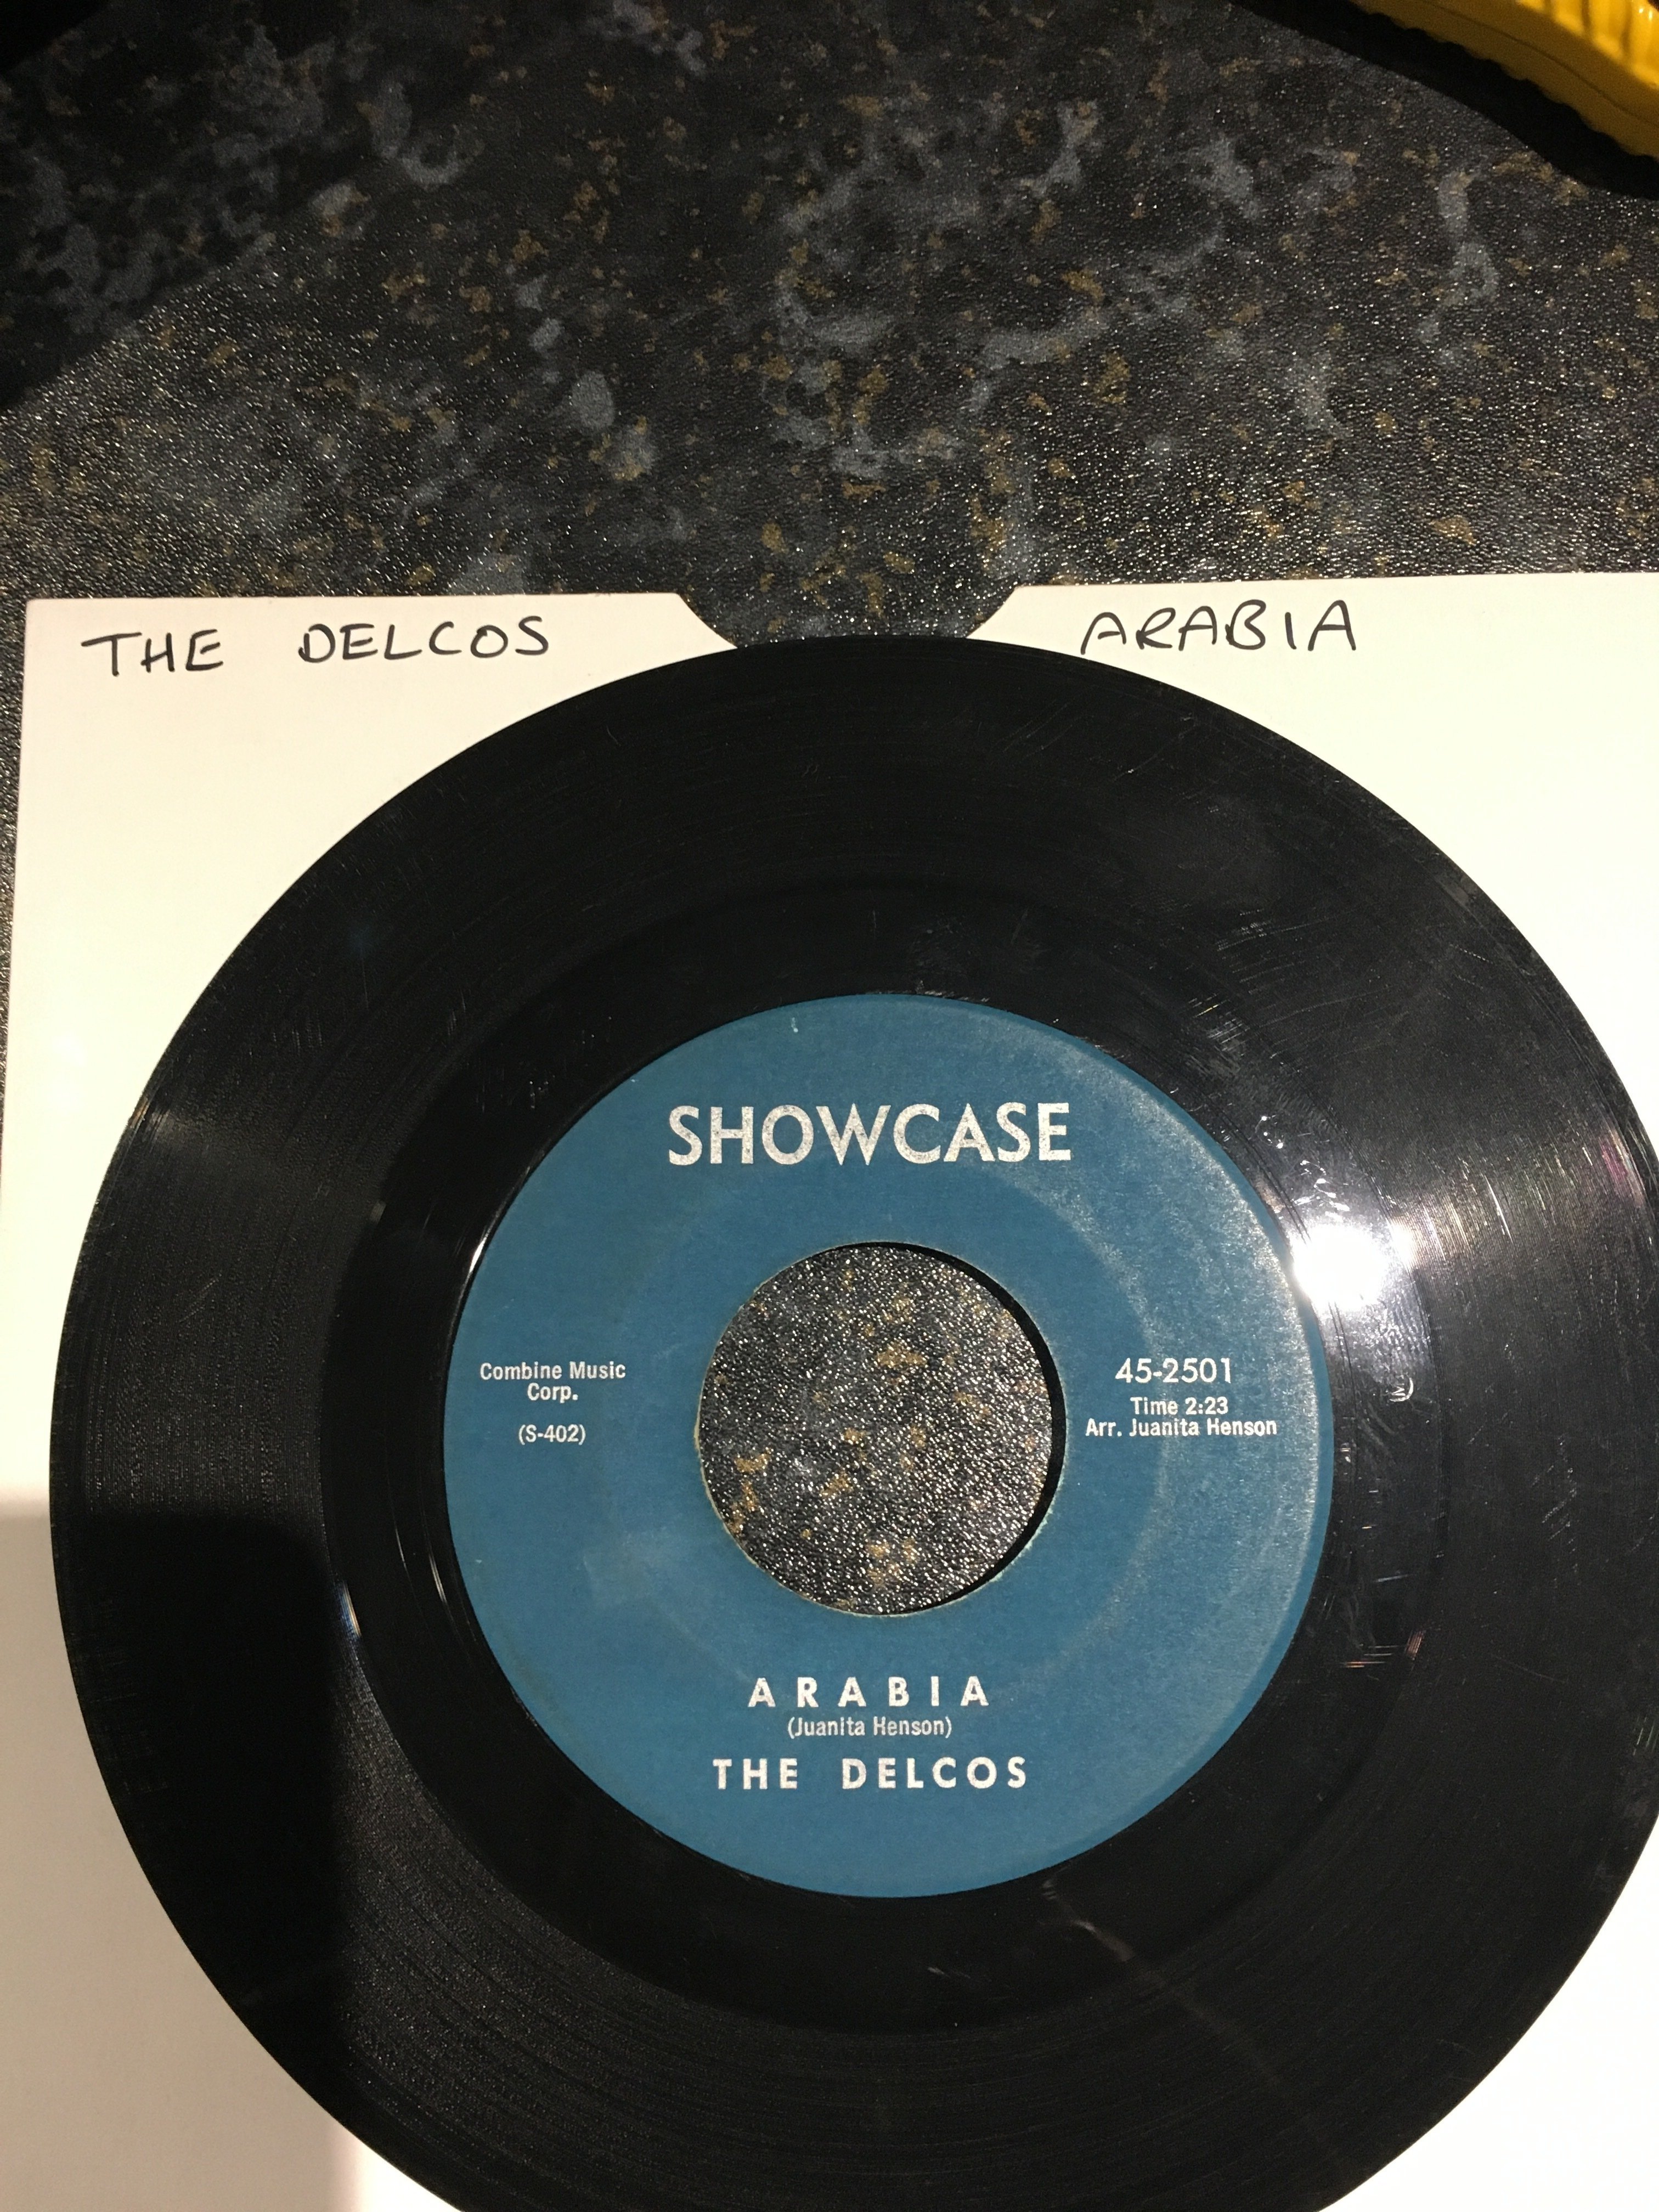 THE DELCOS ARABIA
SHOWCASE
Combine Music
Corp.
(S-402)
45-2501
Time 2:23
Arr. Juanita Henson
ARABIA
(Juanita Henson)
THE DELCOS